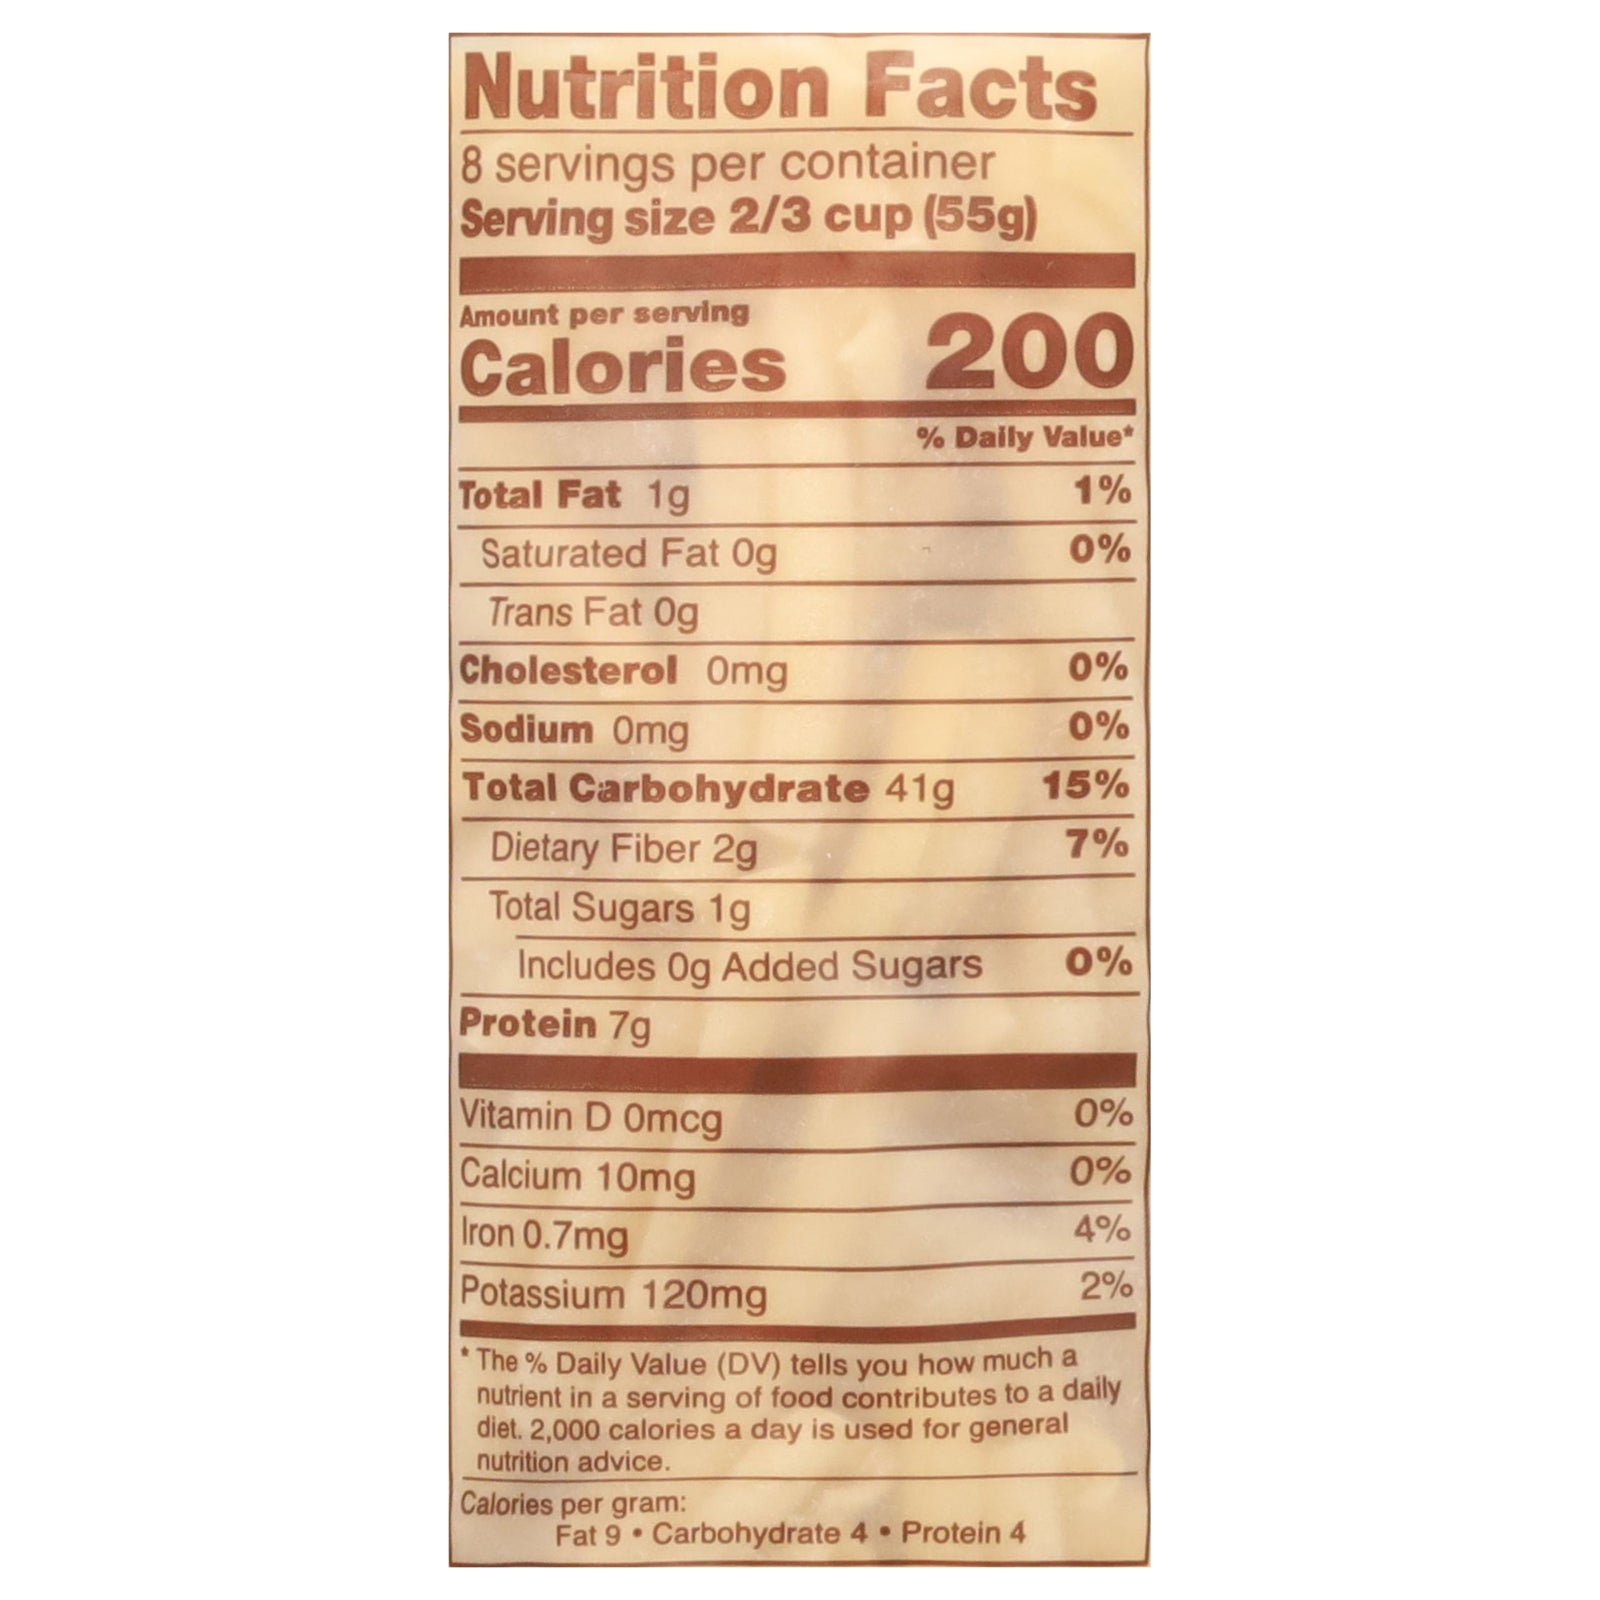 Nutrition Facts
8 servings per container
Serving size 2/3 cup (55g)
Amount per serving
Calories 200
% Daily Value*
Total Fat 1g 1%
Saturated Fat 0g 0%
Trans Fat 0g
Cholesterol 0mg 0%
Sodium 0mg 0%
Total Carbohydrate 41g 15%
Dietary Fiber 2g 7%
Total Sugars 1g
Includes 0g Added Sugars 0%
Protein 7g
Vitamin D 0mcg 0%
Calcium 10mg 0%
Iron 0.7mg 4%
Potassium 120mg 2%
* The % Daily Value (DV) tells you how much a
nutrient in a serving of food contributes to a daily
diet. 2,000 calories a day is used for general
nutrition advice.
Calories per gram:
Fat 9 • Carbohydrate 4 • Protein 4